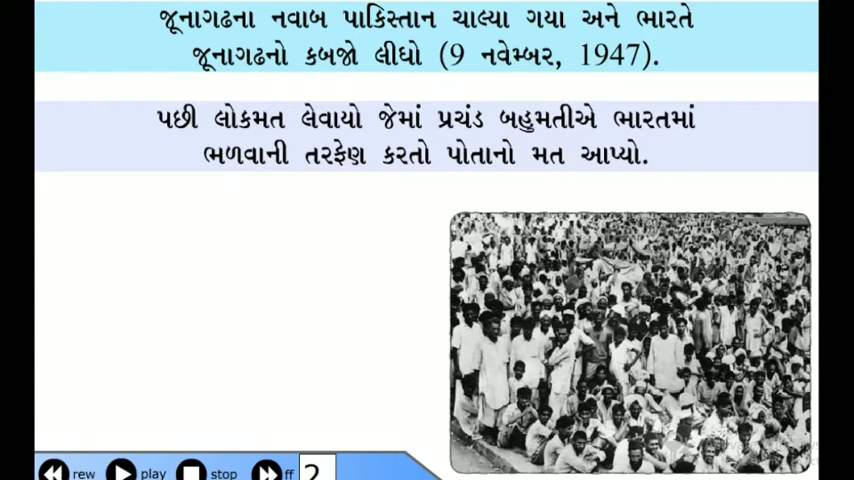 જૂનાગઢના નવાબ પાકિસ્તાન ચાલ્યા ગયા અને ભારતે
જૂનાગઢનો કબજો લીધો (9 નવેમ્બર, 1947).
પછી લોકમત લેવાયો જેમાં પ્રચંડ બહુમતીએ ભારતમાં
ભળવાની તરફેણ કરતો પોતાનો મત આપ્યો.
rew play stop ff 2